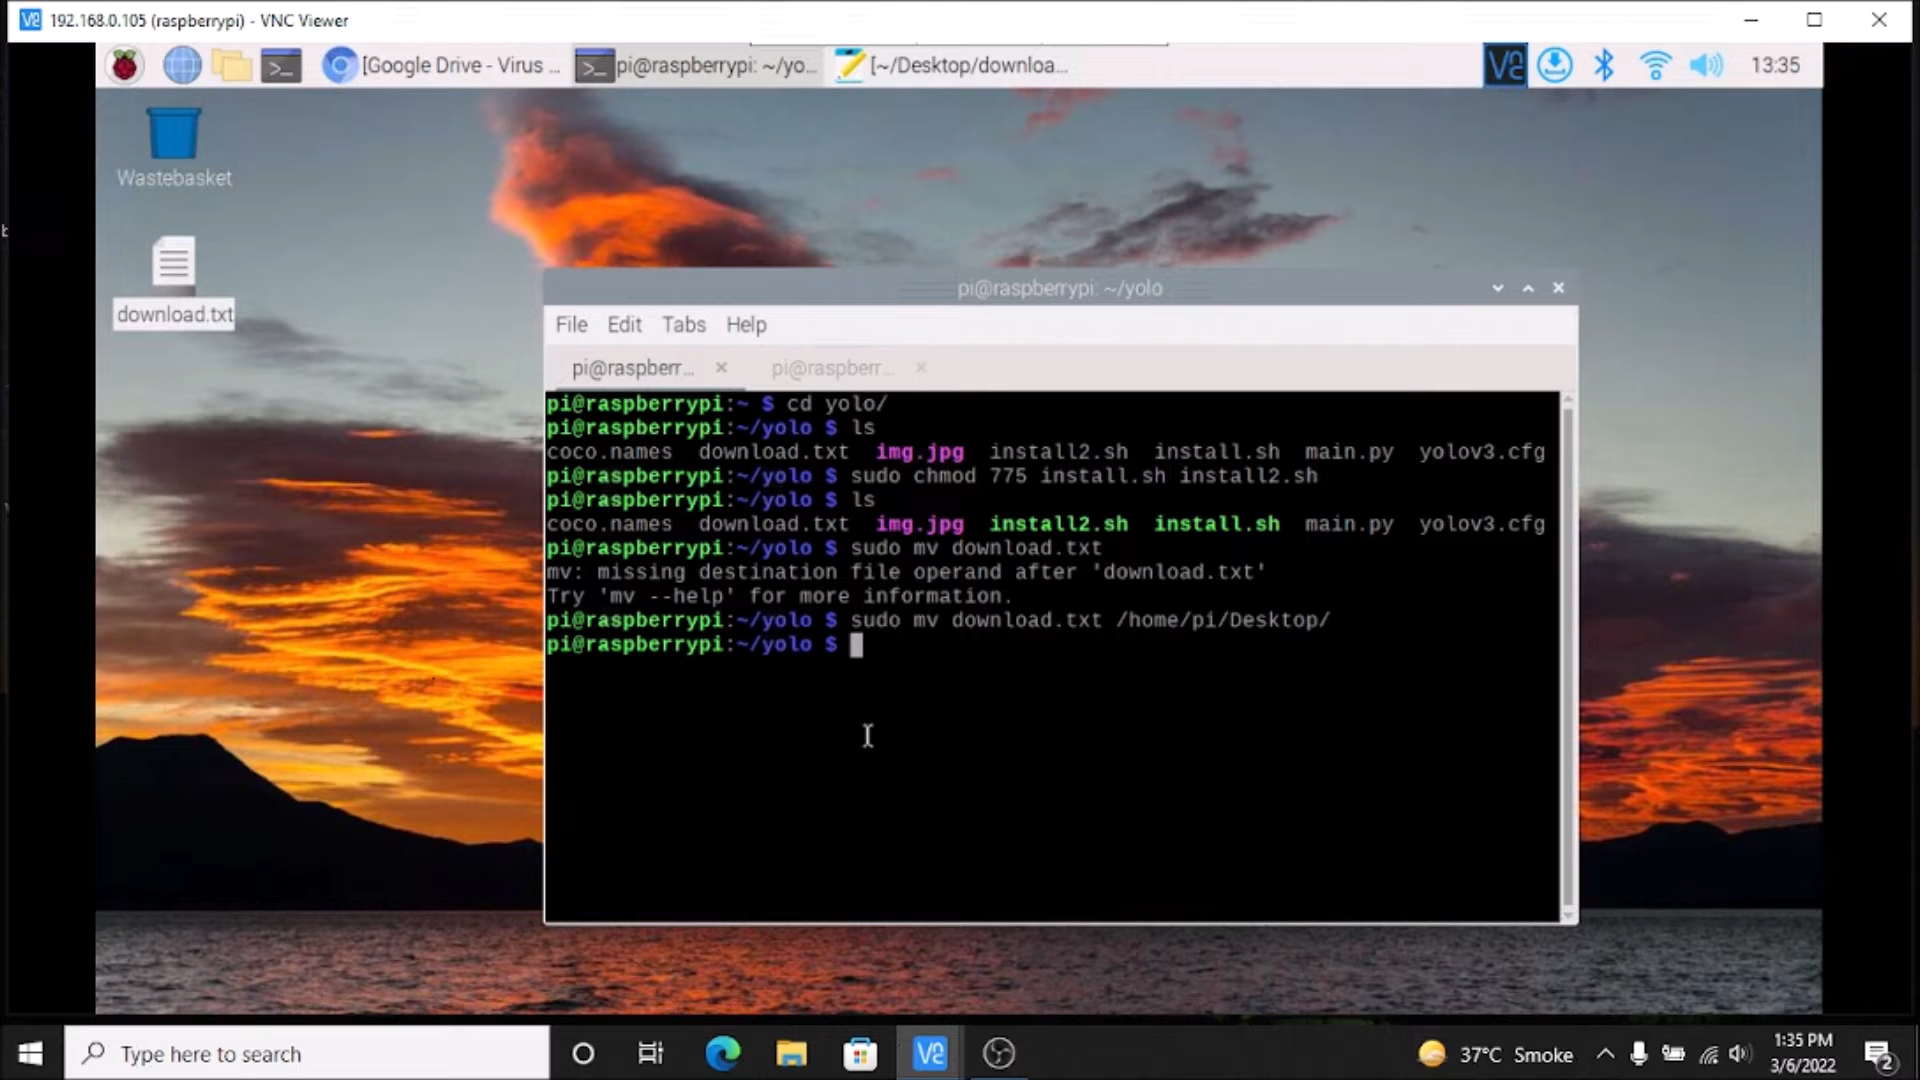 192.168.0.105 (raspberrypi) - VNC Viewer
[Google Drive - Virus ...
pi@raspberrypi: ~/yo...
[~/Desktop/downloa...
13:35
Wastebasket
download.txt
pi@raspberrypi: ~/yolo
File Edit Tabs Help
pi@raspberr...
pi@raspberr...
pi@raspberrypi:~ $ cd yolo/
pi@raspberrypi:~/yolo $ ls
coco.names download.txt img.jpg install2.sh install.sh main.py yolov3.cfg
pi@raspberrypi:~/yolo $ sudo chmod 775 install.sh install2.sh
pi@raspberrypi:~/yolo $ ls
coco.names download.txt img.jpg install2.sh install.sh main.py yolov3.cfg
pi@raspberrypi:~/yolo $ sudo mv download.txt
mv: missing destination file operand after 'download.txt'
Try 'mv --help' for more information.
pi@raspberrypi:~/yolo $ sudo mv download.txt /home/pi/Desktop/
pi@raspberrypi:~/yolo $
Type here to search
37°C Smoke
1:35 PM
3/6/2022
2